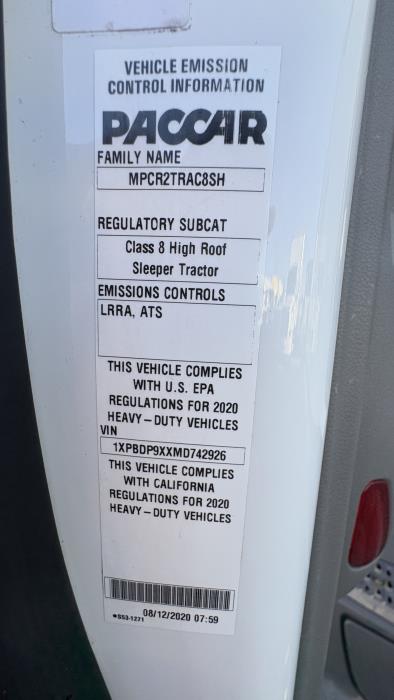 VEHICLE EMISSION
CONTROL INFORMATION
PACCAR
FAMILY NAME
MPCR2TRAC8SH
REGULATORY SUBCAT
Class 8 High Roof
Sleeper Tractor
EMISSIONS CONTROLS
LRRA, ATS
THIS VEHICLE COMPLIES
WITH U.S. EPA
REGULATIONS FOR 2020
HEAVY-DUTY VEHICLES
VIN
1XPBDP9XXMD742926
THIS VEHICLE COMPLIES
WITH CALIFORNIA
REGULATIONS FOR 2020
HEAVY-DUTY VEHICLES
08/12/2020 07:59
*S53-1271